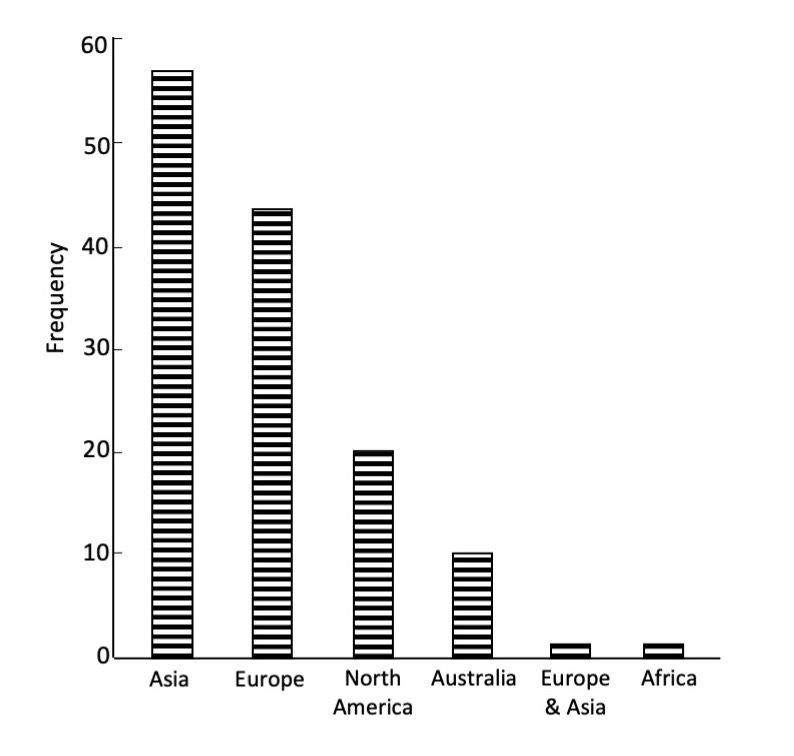 60
50
40
30
20
10
0
Frequency
Asia
Europe
North
America
Australia
Europe
& Asia
Africa